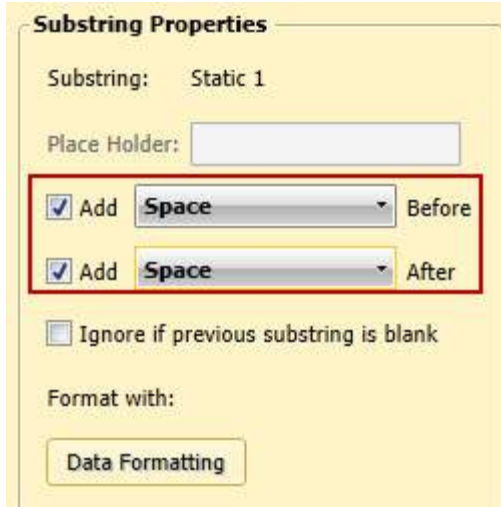 Substring Properties
Substring: Static 1
Place Holder:
Add Space Before
Add Space After
Ignore if previous substring is blank
Format with:
Data Formatting